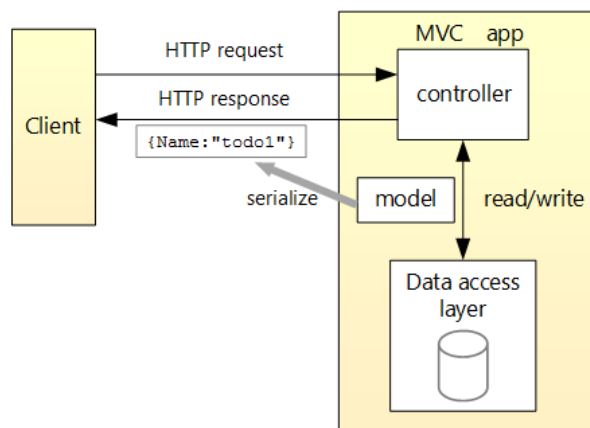 MVC app
HTTP request
controller
HTTP response
Client
{Name:"todo1"}
serialize
model
read/write
Data access
layer